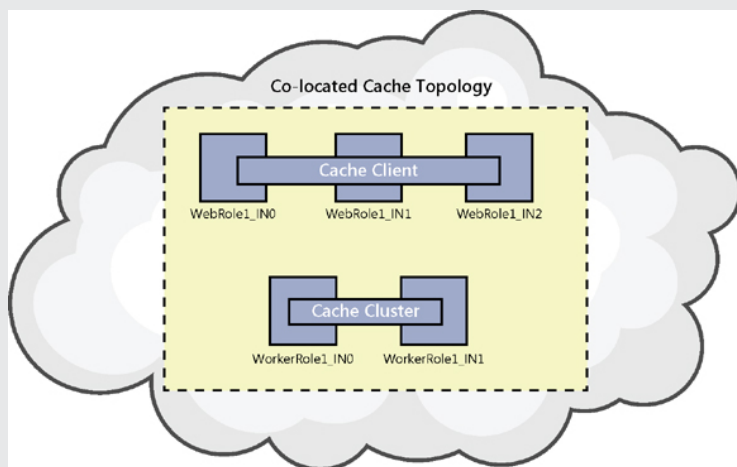 Co-located Cache Topology
Cache Client
WebRole1_IN0 WebRole1_IN1 WebRole1_IN2
Cache Cluster
WorkerRole1_IN0 WorkerRole1_IN1